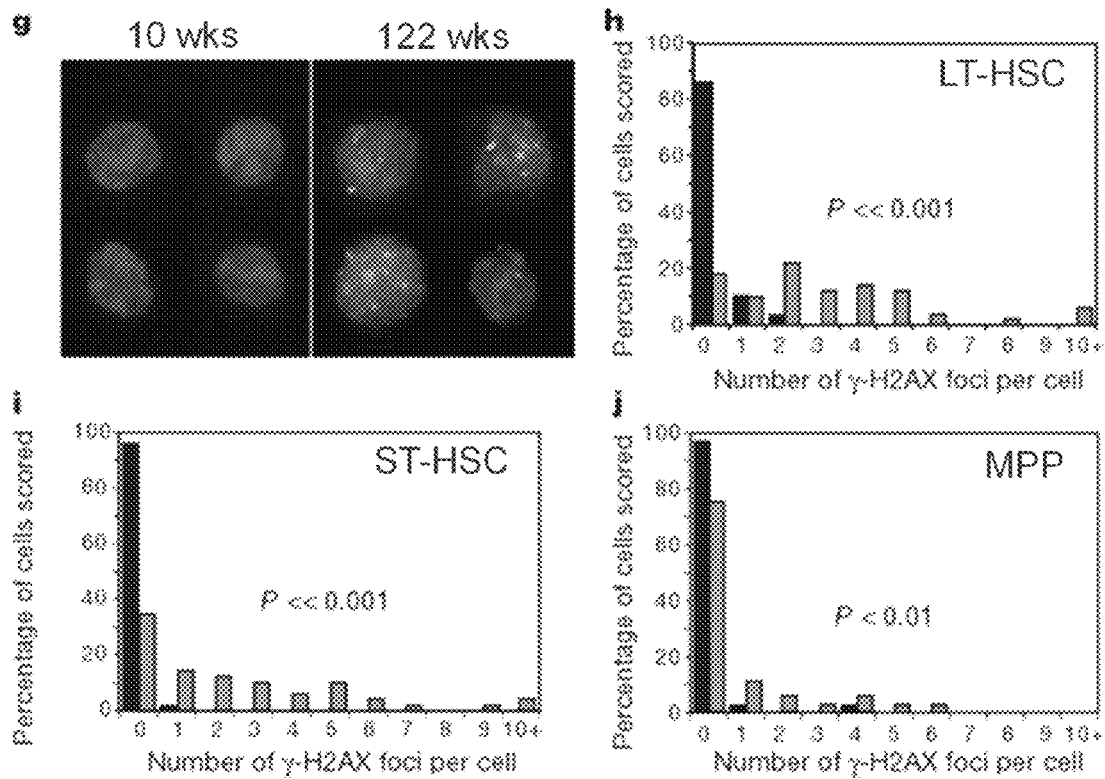 g
10 wks 122 wks
h
100
80
60
40
20
0
Percentage of cells scored
LT-HSC
P << 0.001
0 1 2 3 4 5 6 7 8 9 10+
Number of γ-H2AX foci per cell
i
100
80
60
40
20
0
Percentage of cells scored
ST-HSC
P << 0.001
0 1 2 3 4 5 6 7 8 9 10+
Number of γ-H2AX foci per cell
j
100
80
60
40
20
0
Percentage of cells scored
MPP
P < 0.01
0 1 2 3 4 5 6 7 8 9 10+
Number of γ-H2AX foci per cell